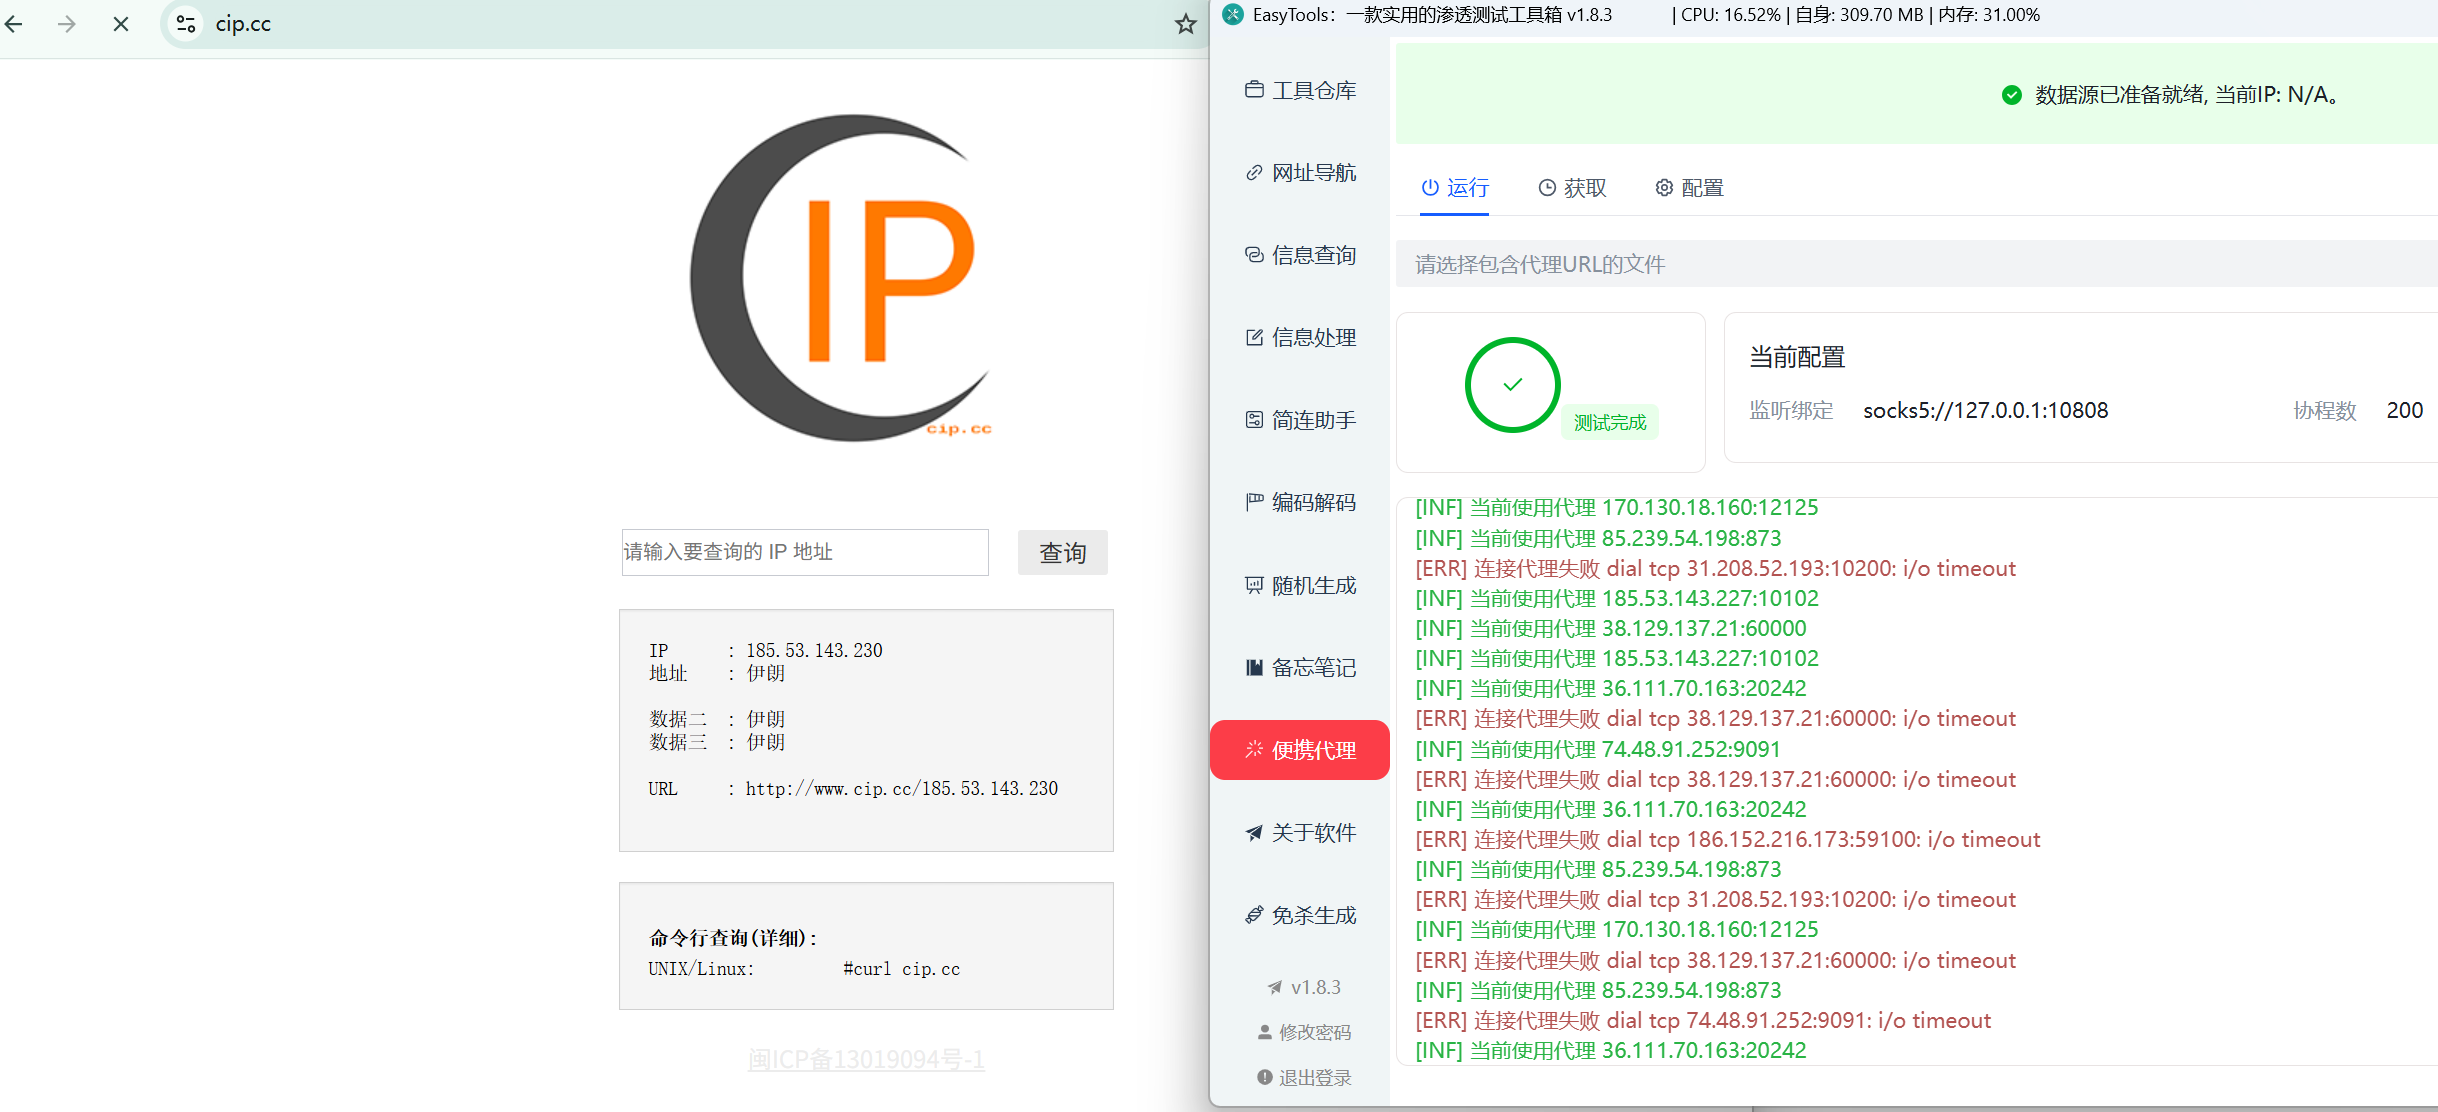 cip.cc
IP
cip.cc
请输入要查询的 IP 地址
查询
IP : 185.53.143.230
地址 : 伊朗
数据二 : 伊朗
数据三 : 伊朗
URL : http://www.cip.cc/185.53.143.230
命令行查询(详细):
UNIX/Linux: #curl cip.cc
闽ICP备13019094号-1
EasyTools：一款实用的渗透测试工具箱 v1.8.3 | CPU: 16.52% | 自身: 309.70 MB | 内存: 31.00%
工具仓库
网址导航
信息查询
信息处理
简连助手
编码解码
随机生成
备忘笔记
便携代理
关于软件
免杀生成
v1.8.3
修改密码
退出登录
数据源已准备就绪, 当前IP: N/A。
运行 获取 配置
请选择包含代理URL的文件
测试完成
当前配置
监听绑定 socks5://127.0.0.1:10808 协程数 200
[INF] 当前使用代理 170.130.18.160:12125
[INF] 当前使用代理 85.239.54.198:873
[ERR] 连接代理失败 dial tcp 31.208.52.193:10200: i/o timeout
[INF] 当前使用代理 185.53.143.227:10102
[INF] 当前使用代理 38.129.137.21:60000
[INF] 当前使用代理 185.53.143.227:10102
[INF] 当前使用代理 36.111.70.163:20242
[ERR] 连接代理失败 dial tcp 38.129.137.21:60000: i/o timeout
[INF] 当前使用代理 74.48.91.252:9091
[ERR] 连接代理失败 dial tcp 38.129.137.21:60000: i/o timeout
[INF] 当前使用代理 36.111.70.163:20242
[ERR] 连接代理失败 dial tcp 186.152.216.173:59100: i/o timeout
[INF] 当前使用代理 85.239.54.198:873
[ERR] 连接代理失败 dial tcp 31.208.52.193:10200: i/o timeout
[INF] 当前使用代理 170.130.18.160:12125
[ERR] 连接代理失败 dial tcp 38.129.137.21:60000: i/o timeout
[INF] 当前使用代理 85.239.54.198:873
[ERR] 连接代理失败 dial tcp 74.48.91.252:9091: i/o timeout
[INF] 当前使用代理 36.111.70.163:20242